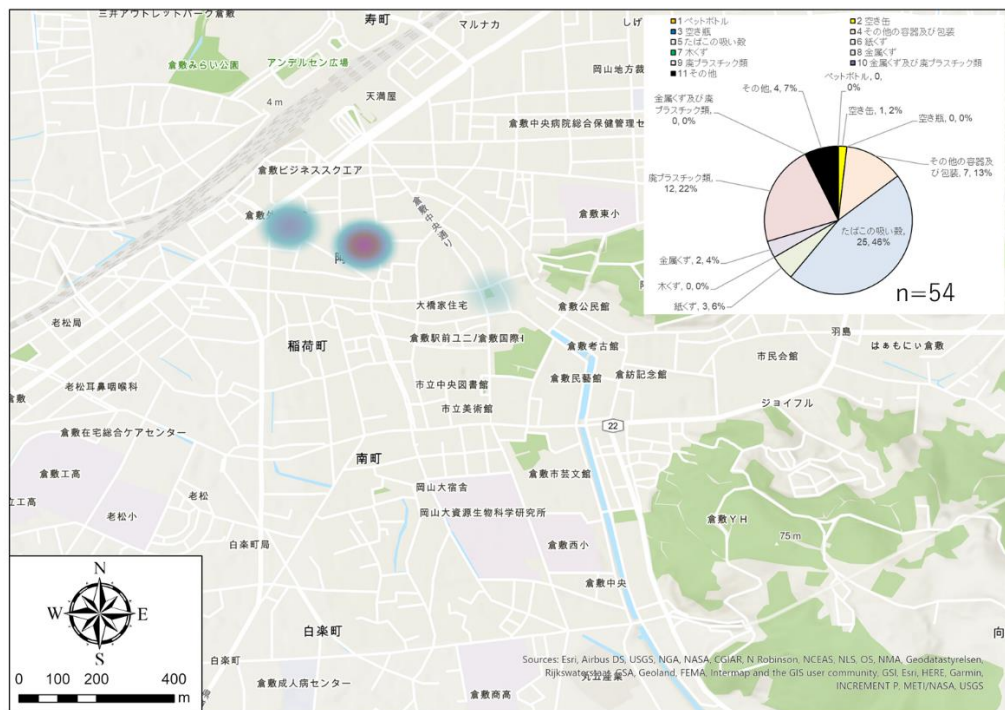 三井アウトレットパーク倉敷
寿町
マルナカ
しげ
倉敷みらい公園
アンデルセン広場
岡山地方裁
4 m
天満屋
倉敷中央病院総合保健管理セ
倉敷ビジネススクエア
倉敷中央通り
倉敷東小
大橋家住宅
倉敷公民館
老松局
稲荷町
倉敷駅前ユニ/倉敷国際ホ
倉敷考古館
羽島
市民会館
はぁもにぃ倉敷
倉敷民藝館
倉紡記念館
老松耳鼻咽喉科
市立中央図書館
倉敷
市立美術館
ジョイフル
22
倉敷在宅総合ケアセンター
南町
倉敷工高
倉敷市芸文館
岡山大宿舎
立工高
老松
老松小
岡山大資源生物科学研究所
倉敷YH
75 m
白楽町局
倉敷西小
倉敷中央
白楽町
向
白楽町
倉敷成人病センター
倉敷商高
丸五産業
1 ペットボトル
2 空き缶
3 空き瓶
4 その他の容器及び包装
5 たばこの吸い殻
6 紙くず
7 木くず
8 金属くず
9 廃プラスチック類
10 金属くず及び廃プラスチック類
11 その他
ペットボトル, 0,
0%
その他, 4, 7%
金属くず及び廃
プラスチック類,
0, 0%
空き缶, 1, 2%
空き瓶, 0, 0%
その他の容器及
び包装, 7, 13%
廃プラスチック類,
12, 22%
たばこの吸い殻,
25, 46%
金属くず, 2, 4%
木くず, 0, 0%
紙くず, 3, 6%
n=54
N
W
E
S
0 100 200 400
m
Sources: Esri, Airbus DS, USGS, NGA, NASA, CGIAR, N Robinson, NCEAS, NLS, OS, NMA, Geodatastyrelsen,
Rijkswaterstaat, GSA, Geoland, FEMA, Intermap and the GIS user community, GSI, Esri, HERE, Garmin,
INCREMENT P, METI/NASA, USGS